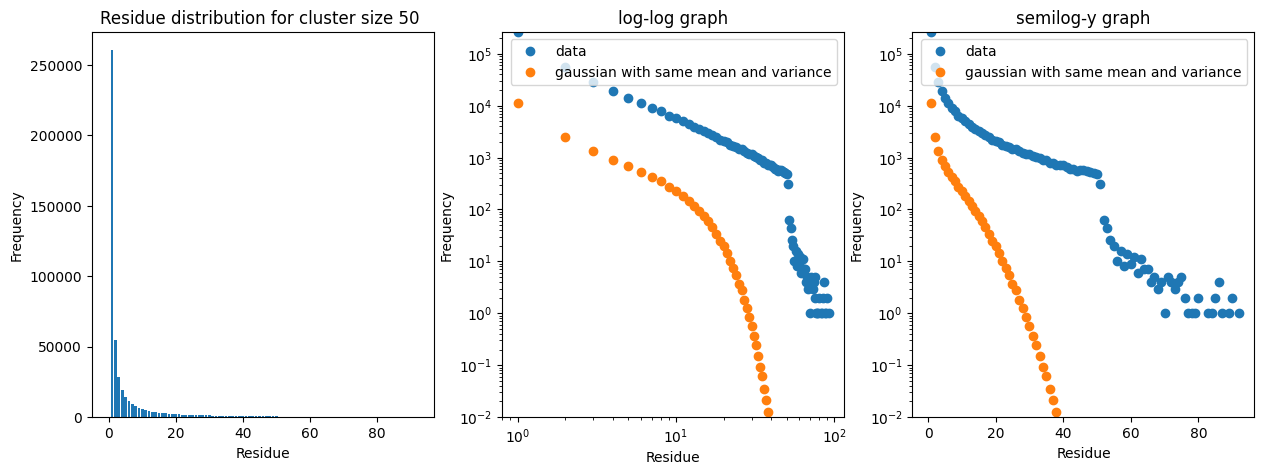 Residue distribution for cluster size 50
250000
200000
150000
100000
50000
0
0 20 40 60 80
Residue
Frequency
log-log graph
data
gaussian with same mean and variance
10^5
10^4
10^3
10^2
10^1
10^0
10^-1
10^-2
10^0 10^1 10^2
Residue
Frequency
semilog-y graph
data
gaussian with same mean and variance
10^5
10^4
10^3
10^2
10^1
10^0
10^-1
10^-2
0 20 40 60 80
Residue
Frequency